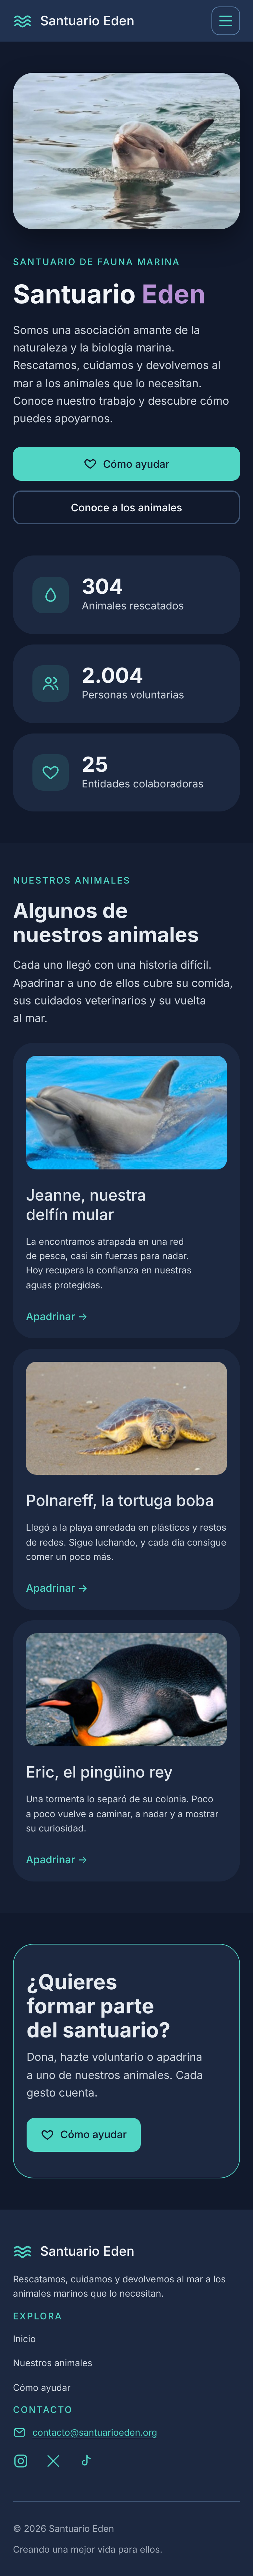 Santuario Eden
SANTUARIO DE FAUNA MARINA
Santuario Eden
Somos una asociación amante de la
naturaleza y la biología marina.
Rescatamos, cuidamos y devolvemos al
mar a los animales que lo necesitan.
Conoce nuestro trabajo y descubre cómo
puedes apoyarnos.
Cómo ayudar
Conoce a los animales
304
Animales rescatados
2.004
Personas voluntarias
25
Entidades colaboradoras
NUESTROS ANIMALES
Algunos de
nuestros animales
Cada uno llegó con una historia difícil.
Apadrinar a uno de ellos cubre su comida,
sus cuidados veterinarios y su vuelta
al mar.
Jeanne, nuestra
delfín mular
La encontramos atrapada en una red
de pesca, casi sin fuerzas para nadar.
Hoy recupera la confianza en nuestras
aguas protegidas.
Apadrinar →
Polnareff, la tortuga boba
Llegó a la playa enredada en plásticos y restos
de redes. Sigue luchando, y cada día consigue
comer un poco más.
Apadrinar →
Eric, el pingüino rey
Una tormenta lo separó de su colonia. Poco
a poco vuelve a caminar, a nadar y a mostrar
su curiosidad.
Apadrinar →
¿Quieres
formar parte
del santuario?
Dona, hazte voluntario o apadrina
a uno de nuestros animales. Cada
gesto cuenta.
Cómo ayudar
Santuario Eden
Rescatamos, cuidamos y devolvemos al mar a los
animales marinos que lo necesitan.
EXPLORA
Inicio
Nuestros animales
Cómo ayudar
CONTACTO
contacto@santuarioeden.org
© 2026 Santuario Eden
Creando una mejor vida para ellos.